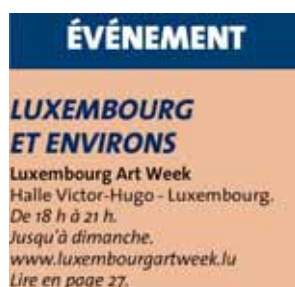 ÉVÉNEMENT
LUXEMBOURG
ET ENVIRONS
Luxembourg Art Week
Halle Victor-Hugo - Luxembourg.
De 18 h à 21 h.
Jusqu'à dimanche.
www.luxembourgartweek.lu
Lire en page 27.